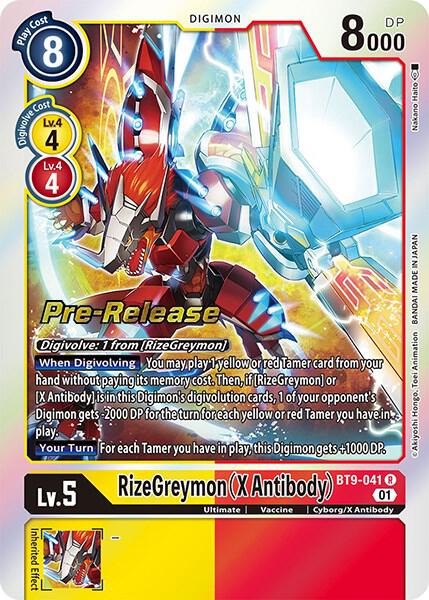 Play Cost
8
DIGIMON
DP
8000
Digivolve Cost
Lv.4
4
Lv.4
4
Nakano Haito
©Akiyoshi Hongo, Toei Animation BANDAI MADE IN JAPAN
Pre-Release
Digivolve: 1 from [RizeGreymon]
When Digivolving You may play 1 yellow or red Tamer card from your
hand without paying its memory cost. Then, if [RizeGreymon] or
[X Antibody] is in this Digimon's digivolution cards, 1 of your opponent's
Digimon gets -2000 DP for the turn for each yellow or red Tamer you have in
play.
Your Turn For each Tamer you have in play, this Digimon gets +1000 DP.
Lv.5
RizeGreymon (X Antibody)
BT9-041 R
01
Ultimate | Vaccine | Cyborg/X Antibody
Inherited Effect
–